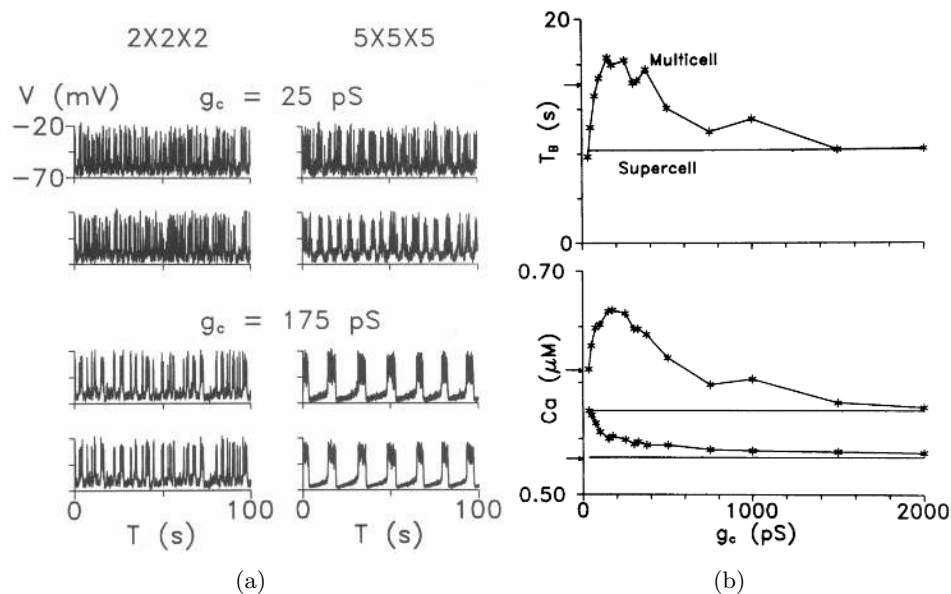 2X2X2 5X5X5
V (mV) g_c = 25 pS
-20
-70
g_c = 175 pS
0 100 0 100
T (s) T (s)
(a)
20
Multicell
T_B (s)
Supercell
0
0.70
Ca (μM)
0.50
0 1000 2000
g_c (pS)
(b)